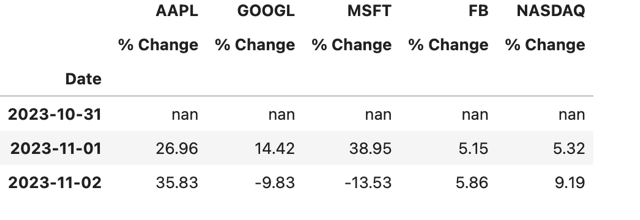 AAPL GOOGL MSFT FB NASDAQ
% Change % Change % Change % Change % Change
Date
2023-10-31 nan nan nan nan nan
2023-11-01 26.96 14.42 38.95 5.15 5.32
2023-11-02 35.83 -9.83 -13.53 5.86 9.19